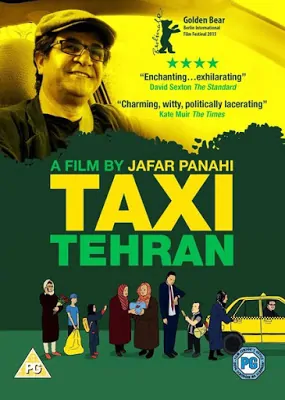 Golden Bear
Berlin International
Film Festival 2015
"Enchanting...exhilarating"
David Sexton The Standard
"Charming, witty, politically lacerating"
Kate Muir The Times
A FILM BY JAFAR PANAHI
TAXI
TEHRAN
PG
PG